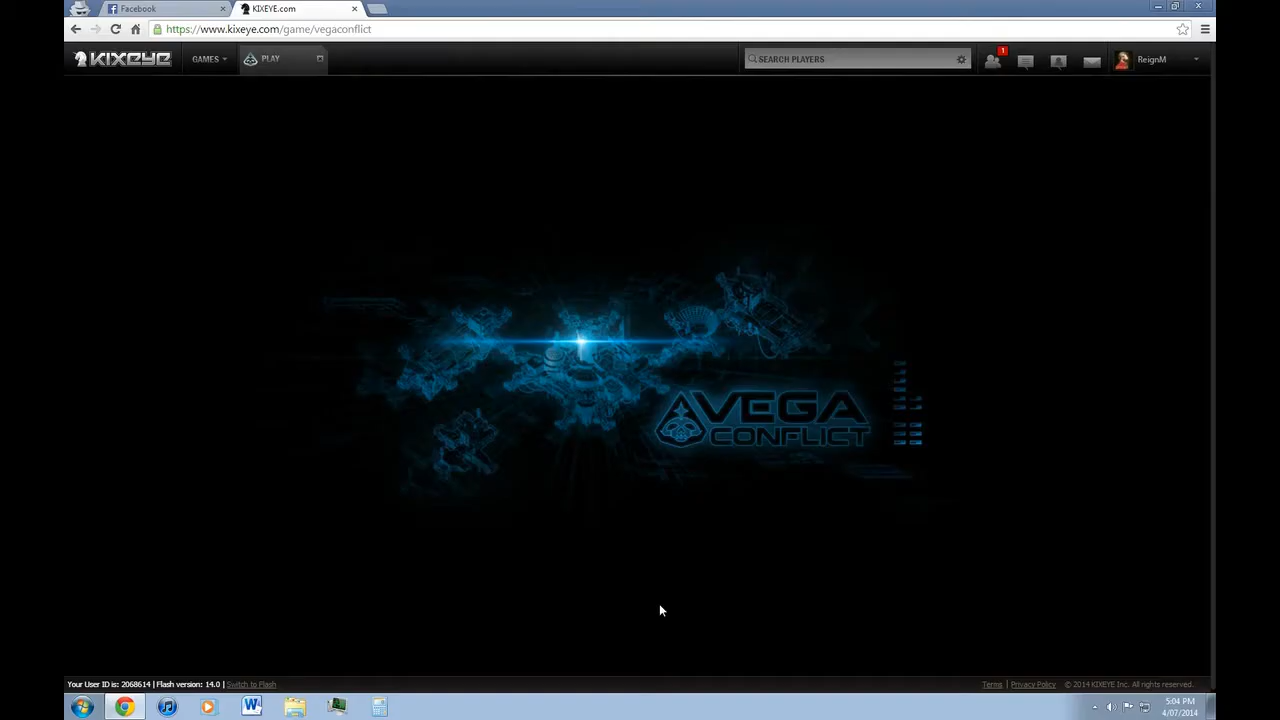 Facebook
KIXEYE.com
https://www.kixeye.com/game/vegaconflict
KIXEYE
GAMES
PLAY
SEARCH PLAYERS
1
ReignM
VEGA
CONFLICT
Your User ID is: 2068614 | Flash version: 14.0 | Switch to Flash
Terms | Privacy Policy © 2014 KIXEYE Inc. All rights reserved.
5:04 PM
4/07/2014